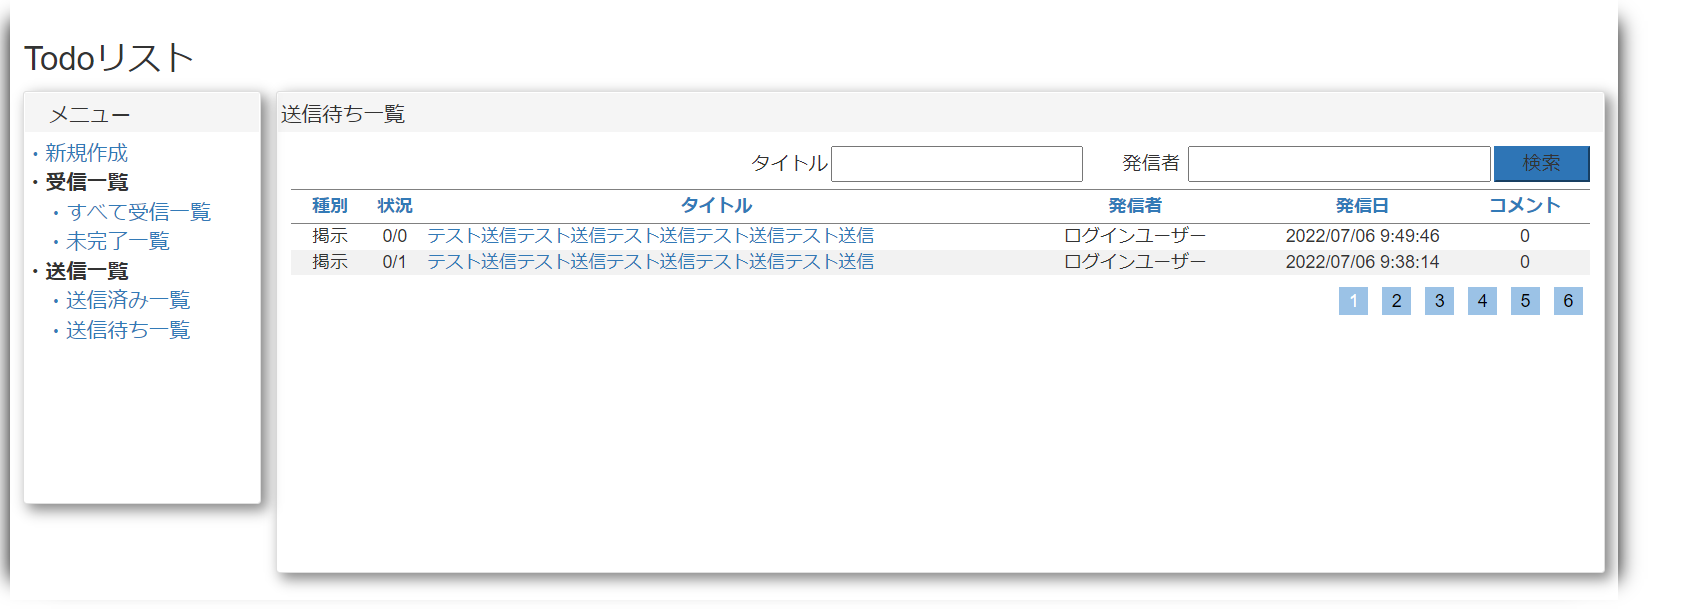 Todoリスト
メニュー
・新規作成
・受信一覧
・すべて受信一覧
・未完了一覧
・送信一覧
・送信済み一覧
・送信待ち一覧
送信待ち一覧
タイトル 発信者 検索
種別 状況 タイトル 発信者 発信日 コメント
掲示 0/0 テスト送信テスト送信テスト送信テスト送信テスト送信 ログインユーザー 2022/07/06 9:49:46 0
掲示 0/1 テスト送信テスト送信テスト送信テスト送信テスト送信 ログインユーザー 2022/07/06 9:38:14 0
1 2 3 4 5 6